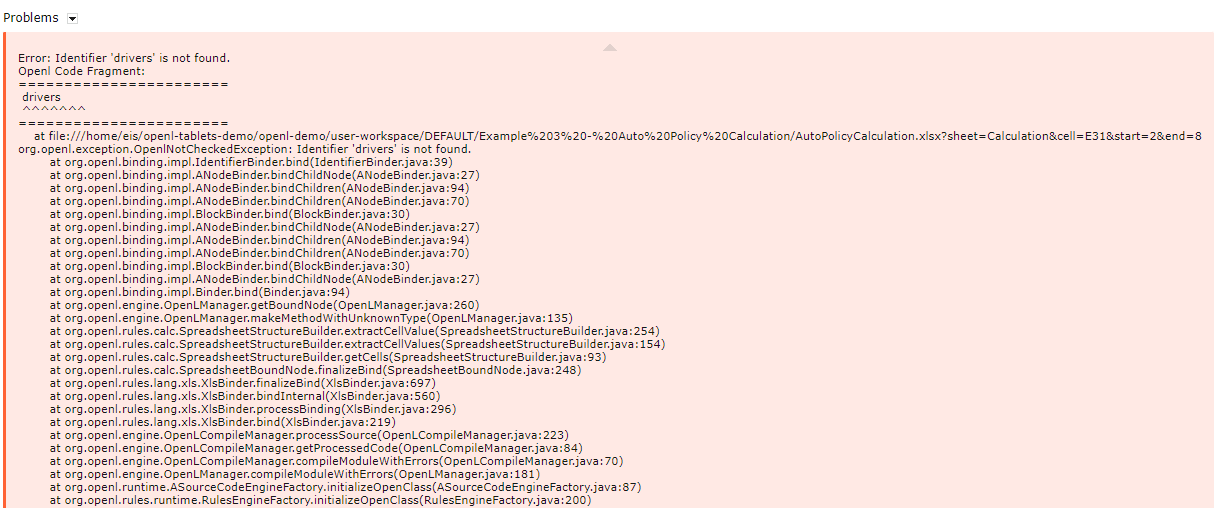 Problems
Error: Identifier 'drivers' is not found.
Openl Code Fragment:
=======================
drivers
^^^^^^^
=======================
at file:///home/eis/openl-tablets-demo/openl-demo/user-workspace/DEFAULT/Example%203%20-%20Auto%20Policy%20Calculation/AutoPolicyCalculation.xlsx?sheet=Calculation&cell=E31&start=2&end=8
org.openl.exception.OpenlNotCheckedException: Identifier 'drivers' is not found.
at org.openl.binding.impl.IdentifierBinder.bind(IdentifierBinder.java:39)
at org.openl.binding.impl.ANodeBinder.bindChildNode(ANodeBinder.java:27)
at org.openl.binding.impl.ANodeBinder.bindChildren(ANodeBinder.java:94)
at org.openl.binding.impl.ANodeBinder.bindChildren(ANodeBinder.java:70)
at org.openl.binding.impl.BlockBinder.bind(BlockBinder.java:30)
at org.openl.binding.impl.ANodeBinder.bindChildNode(ANodeBinder.java:27)
at org.openl.binding.impl.ANodeBinder.bindChildren(ANodeBinder.java:94)
at org.openl.binding.impl.ANodeBinder.bindChildren(ANodeBinder.java:70)
at org.openl.binding.impl.BlockBinder.bind(BlockBinder.java:30)
at org.openl.binding.impl.ANodeBinder.bindChildNode(ANodeBinder.java:27)
at org.openl.binding.impl.Binder.bind(Binder.java:94)
at org.openl.engine.OpenLManager.getBoundNode(OpenLManager.java:260)
at org.openl.engine.OpenLManager.makeMethodWithUnknownType(OpenLManager.java:135)
at org.openl.rules.calc.SpreadsheetStructureBuilder.extractCellValue(SpreadsheetStructureBuilder.java:254)
at org.openl.rules.calc.SpreadsheetStructureBuilder.extractCellValues(SpreadsheetStructureBuilder.java:154)
at org.openl.rules.calc.SpreadsheetStructureBuilder.getCells(SpreadsheetStructureBuilder.java:93)
at org.openl.rules.calc.SpreadsheetBoundNode.finalizeBind(SpreadsheetBoundNode.java:248)
at org.openl.rules.lang.xls.XlsBinder.finalizeBind(XlsBinder.java:697)
at org.openl.rules.lang.xls.XlsBinder.bindInternal(XlsBinder.java:560)
at org.openl.rules.lang.xls.XlsBinder.processBinding(XlsBinder.java:296)
at org.openl.rules.lang.xls.XlsBinder.bind(XlsBinder.java:219)
at org.openl.engine.OpenLCompileManager.processSource(OpenLCompileManager.java:223)
at org.openl.engine.OpenLCompileManager.getProcessedCode(OpenLCompileManager.java:84)
at org.openl.engine.OpenLCompileManager.compileModuleWithErrors(OpenLCompileManager.java:70)
at org.openl.engine.OpenLManager.compileModuleWithErrors(OpenLManager.java:181)
at org.openl.runtime.ASourceCodeEngineFactory.initializeOpenClass(ASourceCodeEngineFactory.java:87)
at org.openl.rules.runtime.RulesEngineFactory.initializeOpenClass(RulesEngineFactory.java:200)